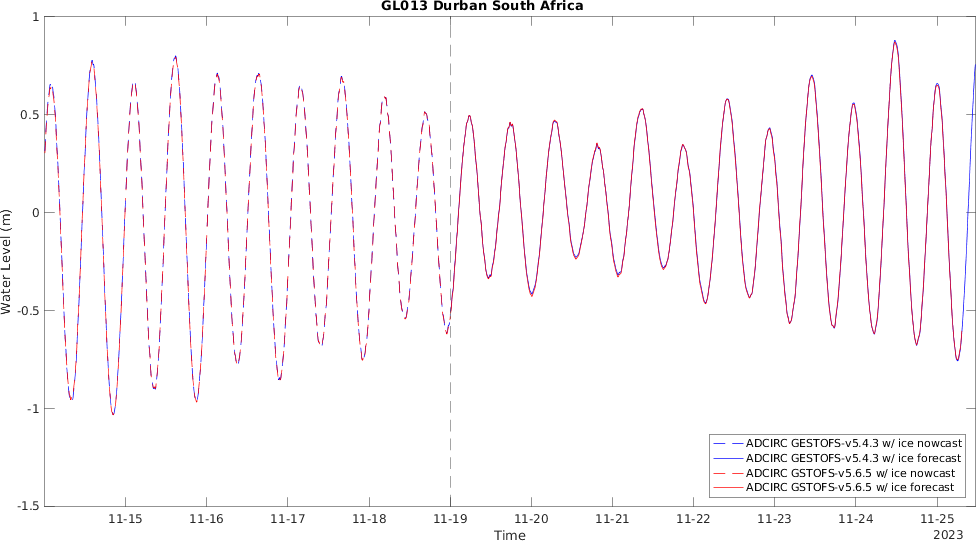 GL013 Durban South Africa
1
0.5
0
-0.5
-1
-1.5
Water Level (m)
11-15
11-16
11-17
11-18
11-19
11-20
11-21
11-22
11-23
11-24
11-25
2023
Time
ADCIRC GESTOFS-v5.4.3 w/ ice nowcast
ADCIRC GESTOFS-v5.4.3 w/ ice forecast
ADCIRC GSTOFS-v5.6.5 w/ ice nowcast
ADCIRC GSTOFS-v5.6.5 w/ ice forecast